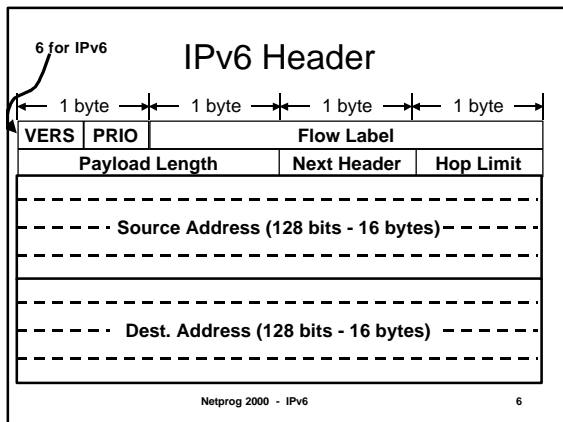 6 for IPv6
IPv6 Header
1 byte 1 byte 1 byte 1 byte
VERS PRIO Flow Label
Payload Length Next Header Hop Limit
Source Address (128 bits - 16 bytes)
Dest. Address (128 bits - 16 bytes)
Netprog 2000 - IPv6 6